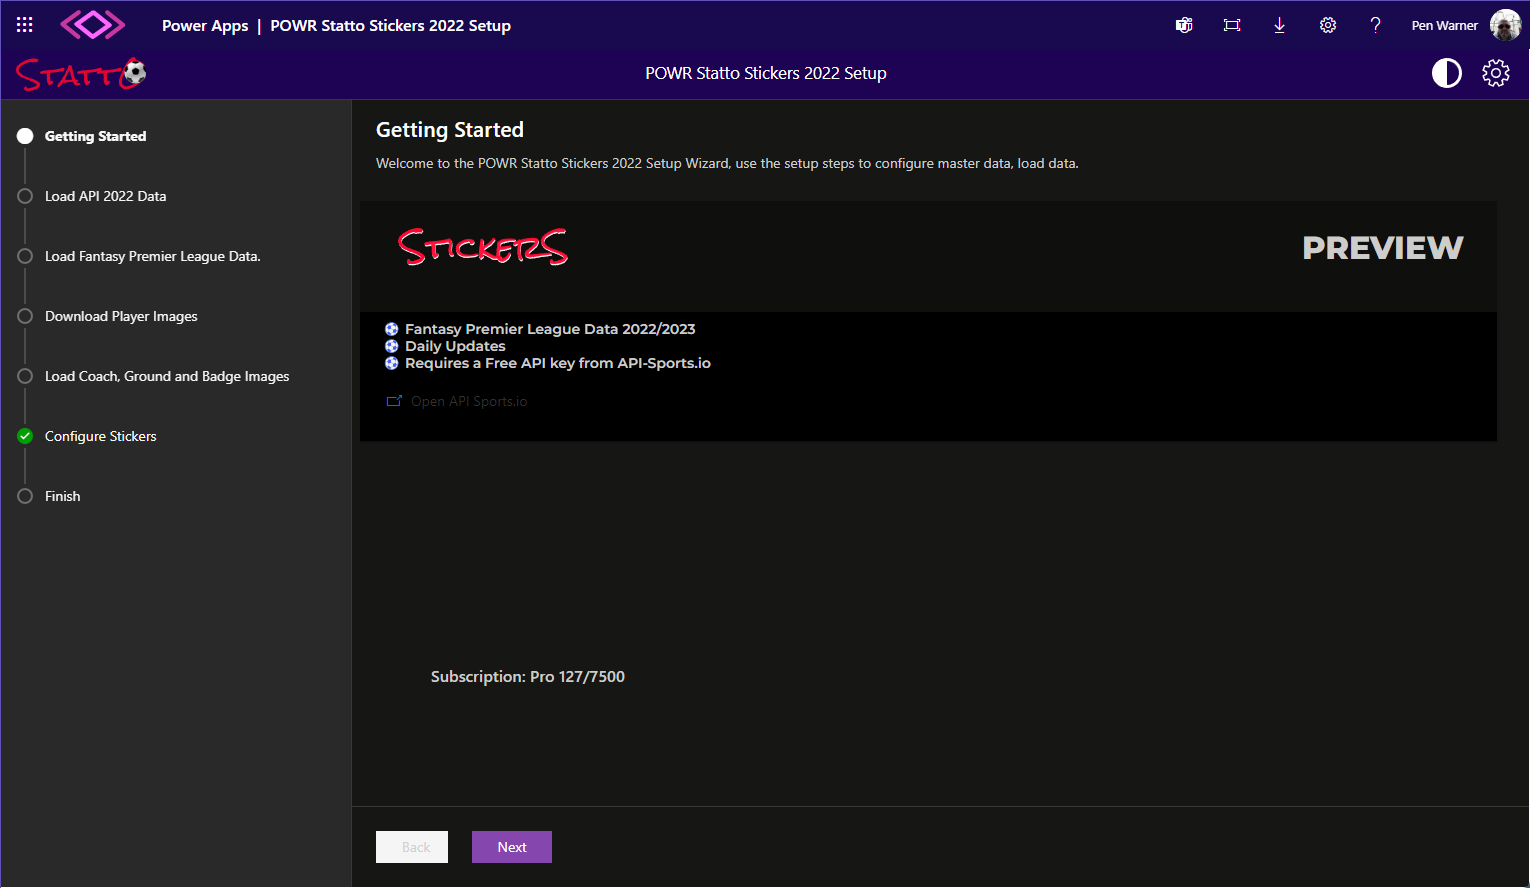 Power Apps | POWR Statto Stickers 2022 Setup
Pen Warner
STATTO
POWR Statto Stickers 2022 Setup
Getting Started
Load API 2022 Data
Load Fantasy Premier League Data.
Download Player Images
Load Coach, Ground and Badge Images
Configure Stickers
Finish
Getting Started
Welcome to the POWR Statto Stickers 2022 Setup Wizard, use the setup steps to configure master data, load data.
STICKERS
PREVIEW
Fantasy Premier League Data 2022/2023
Daily Updates
Requires a Free API key from API-Sports.io
Open API Sports.io
Subscription: Pro 127/7500
Back
Next